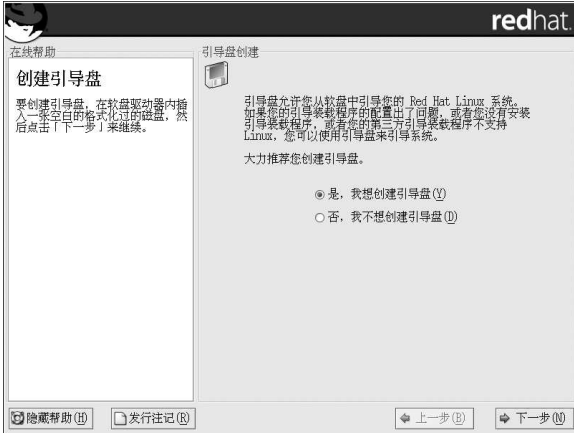 redhat.
在线帮助
创建引导盘
要创建引导盘，在软盘驱动器内插
入一张空白的格式化过的磁盘，然
后点击「下一步」来继续。
引导盘创建
引导盘允许您从软盘中引导您的 Red Hat Linux 系统。
如果您的引导装载程序的配置出了问题，或者您没有安装
引导装载程序，或者您的第三方引导装载程序不支持
Linux，您可以使用引导盘来引导系统。
大力推荐您创建引导盘。
是，我想创建引导盘(Y)
否，我不想创建引导盘(D)
隐藏帮助(H)
发行注记(R)
上一步(B)
下一步(N)